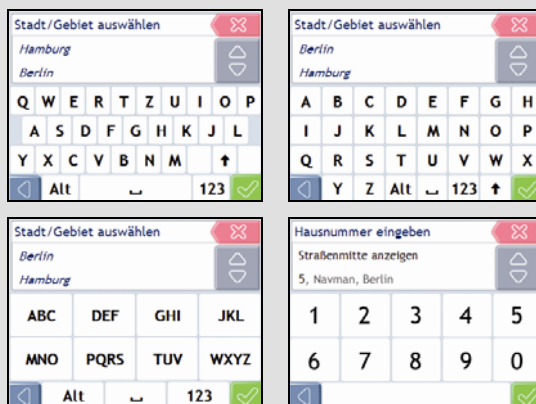 Stadt/Gebiet auswählen
Hamburg
Berlin
Q W E R T Z U I O P
A S D F G H K J L
Y X C V B N M
Alt 123
Stadt/Gebiet auswählen
Berlin
Hamburg
A B C D E F G H
I J K L M N O P
Q R S T U V W X
Y Z Alt 123
Stadt/Gebiet auswählen
Berlin
Hamburg
ABC DEF GHI JKL
MNO PQRS TUV WXYZ
Alt 123
Hausnummer eingeben
Straßenmitte anzeigen
5, Navman, Berlin
1 2 3 4 5
6 7 8 9 0